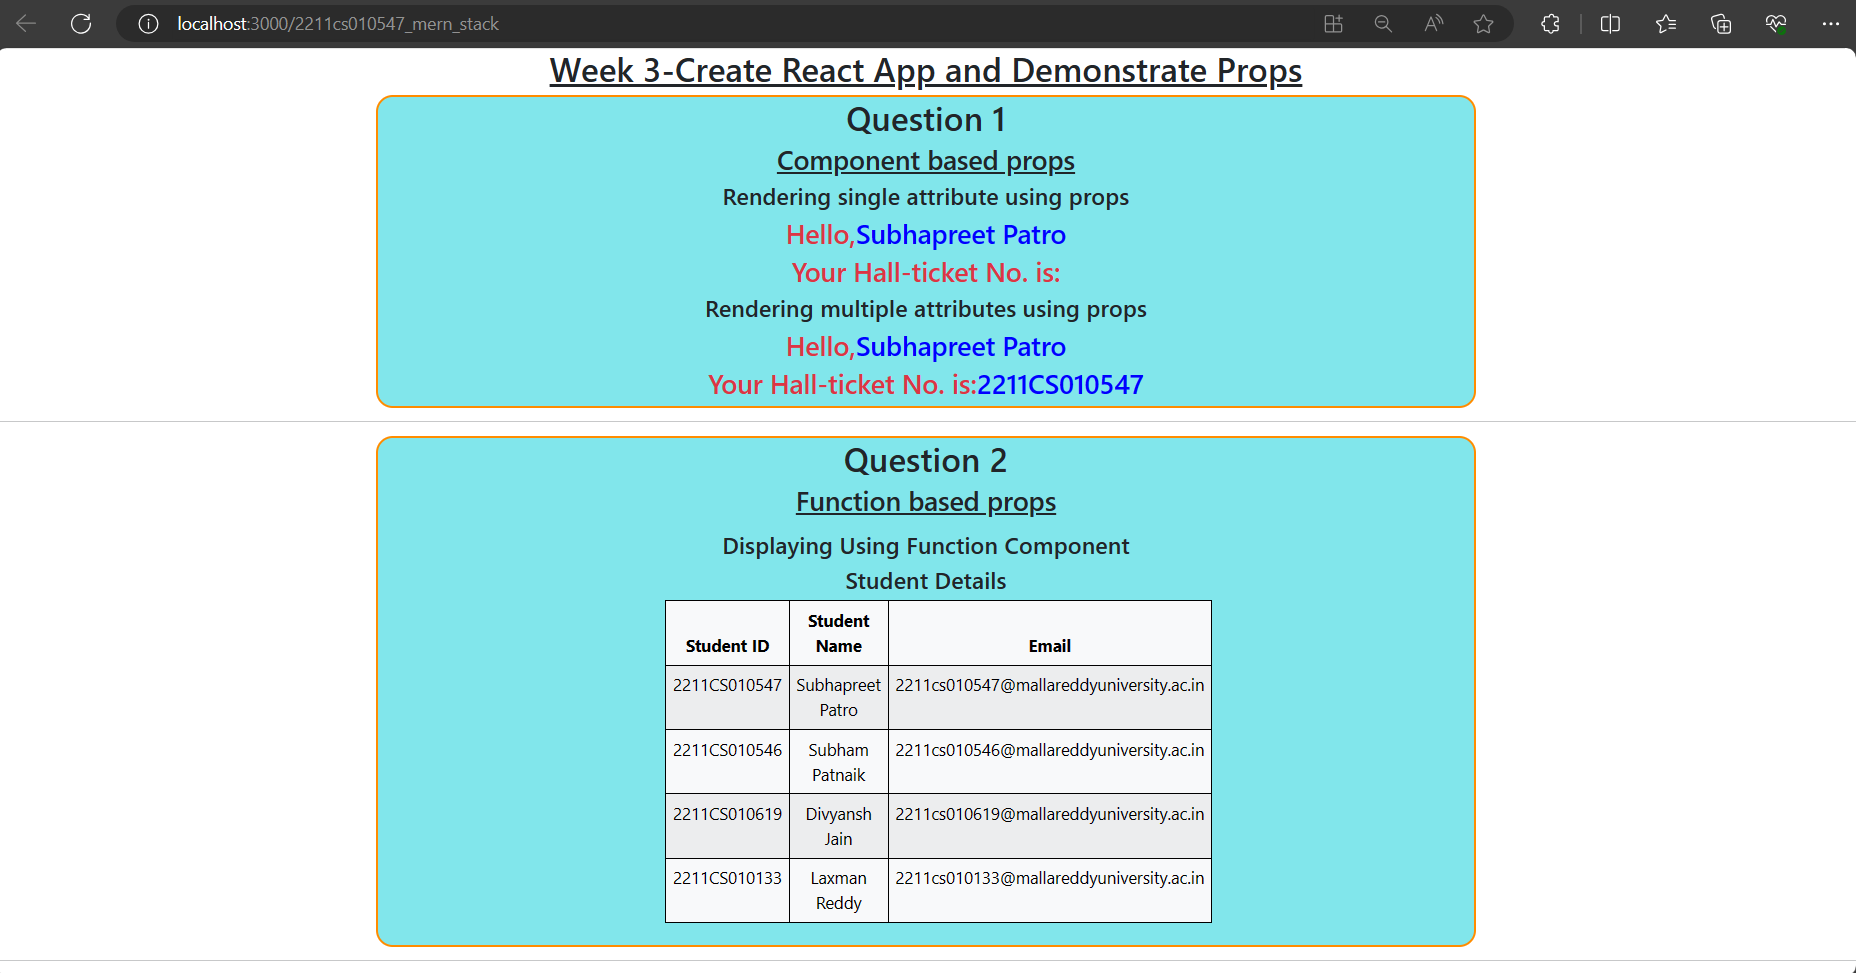 localhost:3000/2211cs010547_mern_stack
Week 3-Create React App and Demonstrate Props
Question 1
Component based props
Rendering single attribute using props
Hello,Subhapreet Patro
Your Hall-ticket No. is:
Rendering multiple attributes using props
Hello,Subhapreet Patro
Your Hall-ticket No. is:2211CS010547
Question 2
Function based props
Displaying Using Function Component
Student Details
Student ID Student Name Email
2211CS010547 Subhapreet Patro 2211cs010547@mallareddyuniversity.ac.in
2211CS010546 Subham Patnaik 2211cs010546@mallareddyuniversity.ac.in
2211CS010619 Divyansh Jain 2211cs010619@mallareddyuniversity.ac.in
2211CS010133 Laxman Reddy 2211cs010133@mallareddyuniversity.ac.in